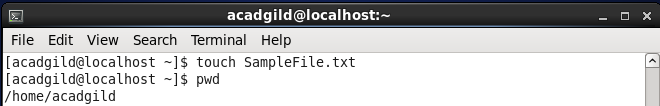 acadgild@localhost:~
File Edit View Search Terminal Help
[acadgild@localhost ~]$ touch SampleFile.txt
[acadgild@localhost ~]$ pwd
/home/acadgild